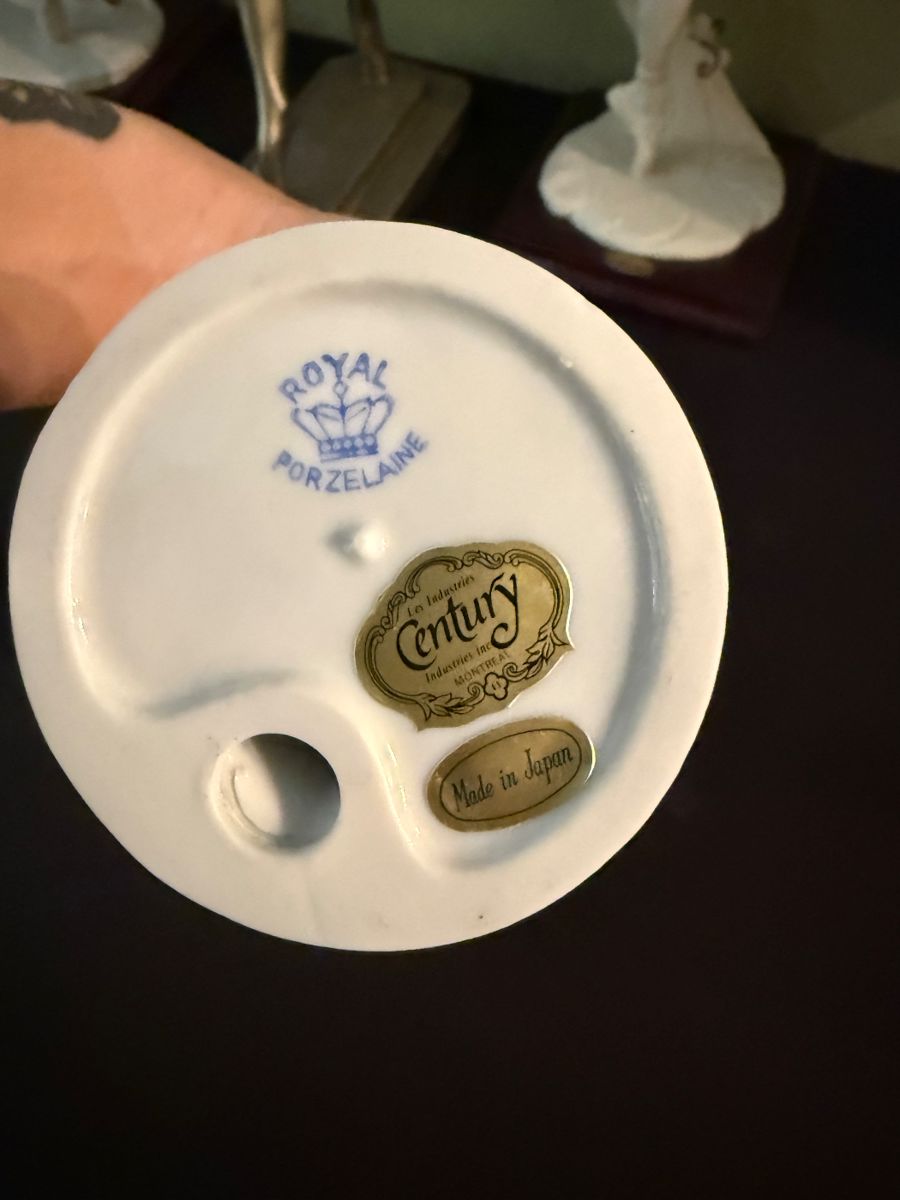 ROYAL
PORZELAINE
Les Industries
Century
Industries Inc.
MONTREAL
Made in Japan